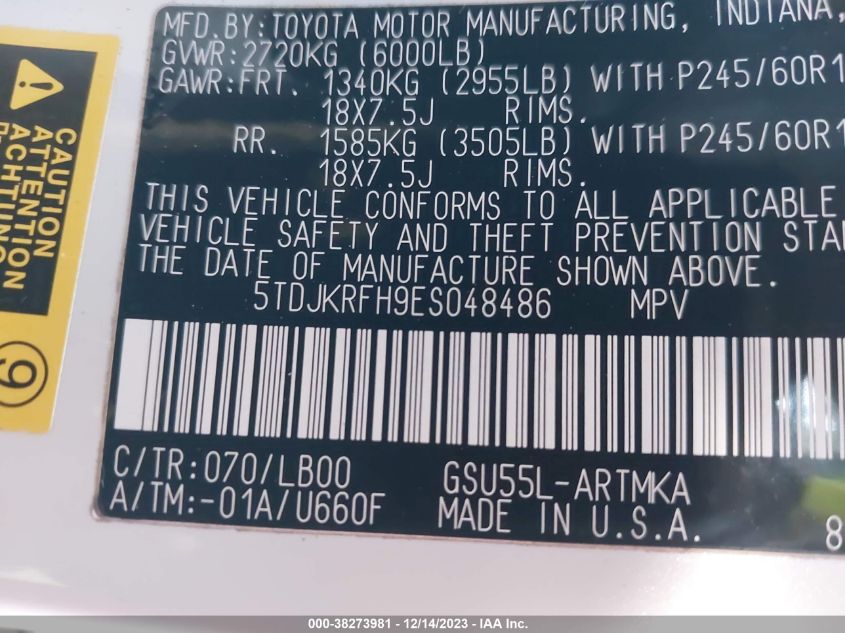 MFD.BY:TOYOTA MOTOR MANUFACTURING, INDIANA,
GVWR:2720KG (6000LB)
GAWR:FRT. 1340KG (2955LB) WITH P245/60R1
18X7.5J RIMS.
RR. 1585KG (3505LB) WITH P245/60R1
18X7.5J RIMS.
THIS VEHICLE CONFORMS TO ALL APPLICABLE
VEHICLE SAFETY AND THEFT PREVENTION STA
THE DATE OF MANUFACTURE SHOWN ABOVE.
5TDJKRFH9ES048486 MPV
C/TR:070/LB00 GSU55L-ARTMKA
A/TM:-01A/U660F MADE IN U.S.A. 8
CAUTION
ATTENTION
ACHTUNG
9
000-38273981 - 12/14/2023 - IAA Inc.